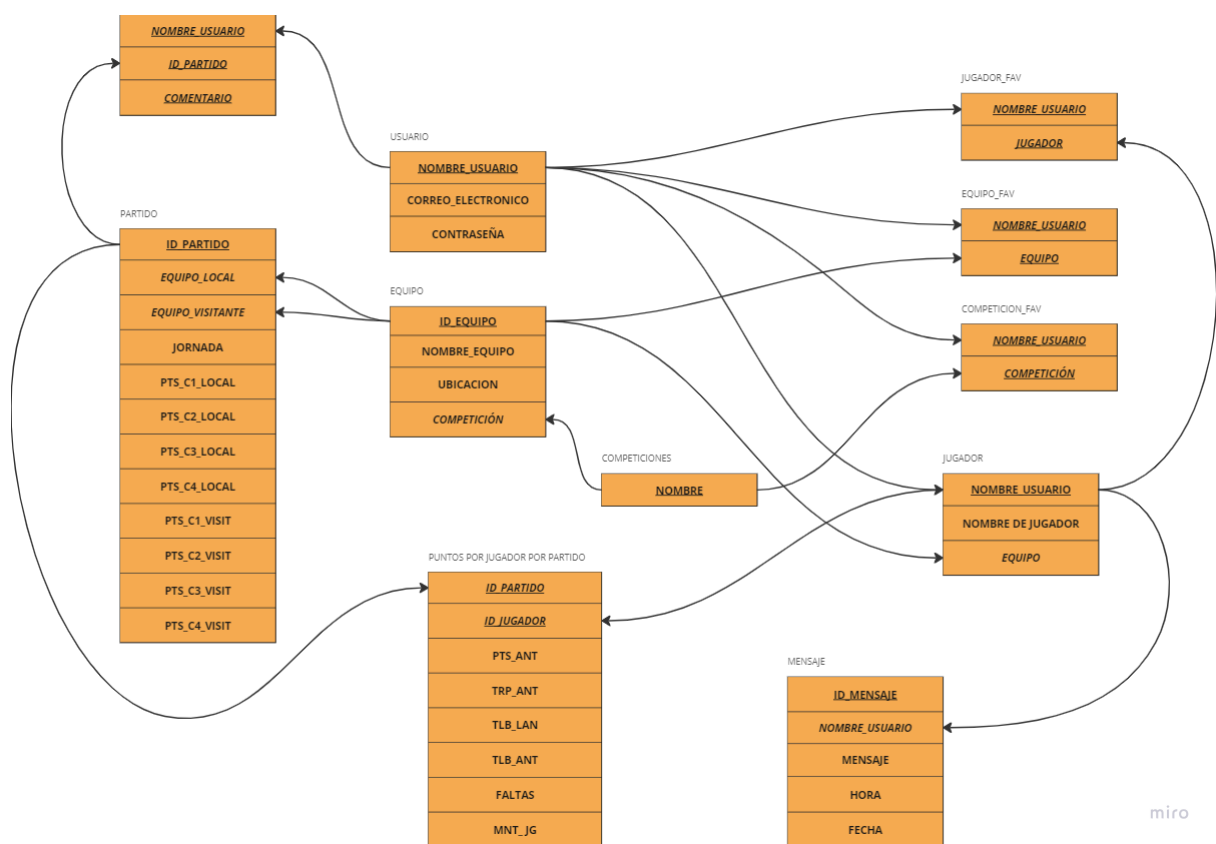 NOMBRE_USUARIO
ID_PARTIDO
COMENTARIO
USUARIO
NOMBRE_USUARIO
CORREO_ELECTRONICO
CONTRASEÑA
JUGADOR_FAV
NOMBRE_USUARIO
JUGADOR
EQUIPO_FAV
NOMBRE_USUARIO
EQUIPO
COMPETICION_FAV
NOMBRE_USUARIO
COMPETICIÓN
PARTIDO
ID_PARTIDO
EQUIPO_LOCAL
EQUIPO_VISITANTE
JORNADA
PTS_C1_LOCAL
PTS_C2_LOCAL
PTS_C3_LOCAL
PTS_C4_LOCAL
PTS_C1_VISIT
PTS_C2_VISIT
PTS_C3_VISIT
PTS_C4_VISIT
EQUIPO
ID_EQUIPO
NOMBRE_EQUIPO
UBICACION
COMPETICIÓN
COMPETICIONES
NOMBRE
JUGADOR
NOMBRE_USUARIO
NOMBRE DE JUGADOR
EQUIPO
PUNTOS POR JUGADOR POR PARTIDO
ID_PARTIDO
ID_JUGADOR
PTS_ANT
TRP_ANT
TLB_LAN
TLB_ANT
FALTAS
MNT_JG
MENSAJE
ID_MENSAJE
NOMBRE_USUARIO
MENSAJE
HORA
FECHA
miro